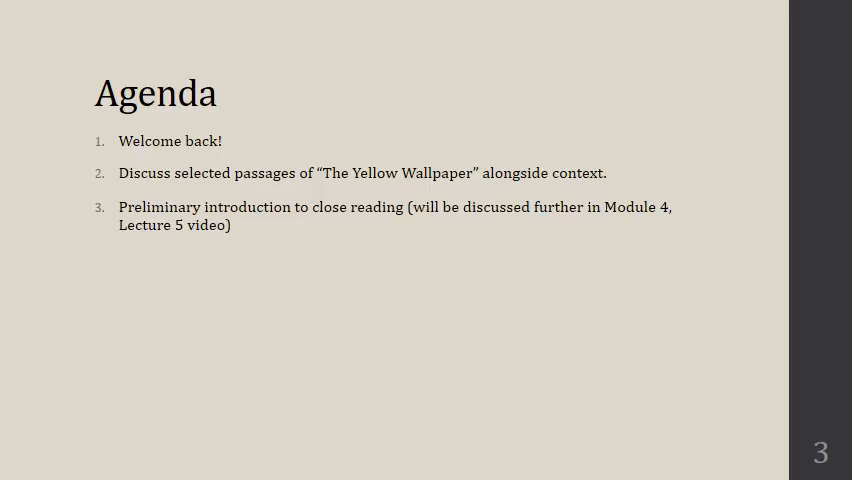 Agenda
1. Welcome back!
2. Discuss selected passages of “The Yellow Wallpaper” alongside context.
3. Preliminary introduction to close reading (will be discussed further in Module 4,
Lecture 5 video)
3